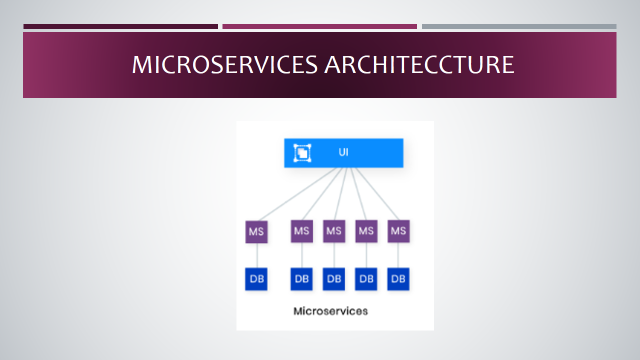 MICROSERVICES ARCHITECCTURE
UI
MS MS MS MS MS
DB DB DB DB DB
Microservices